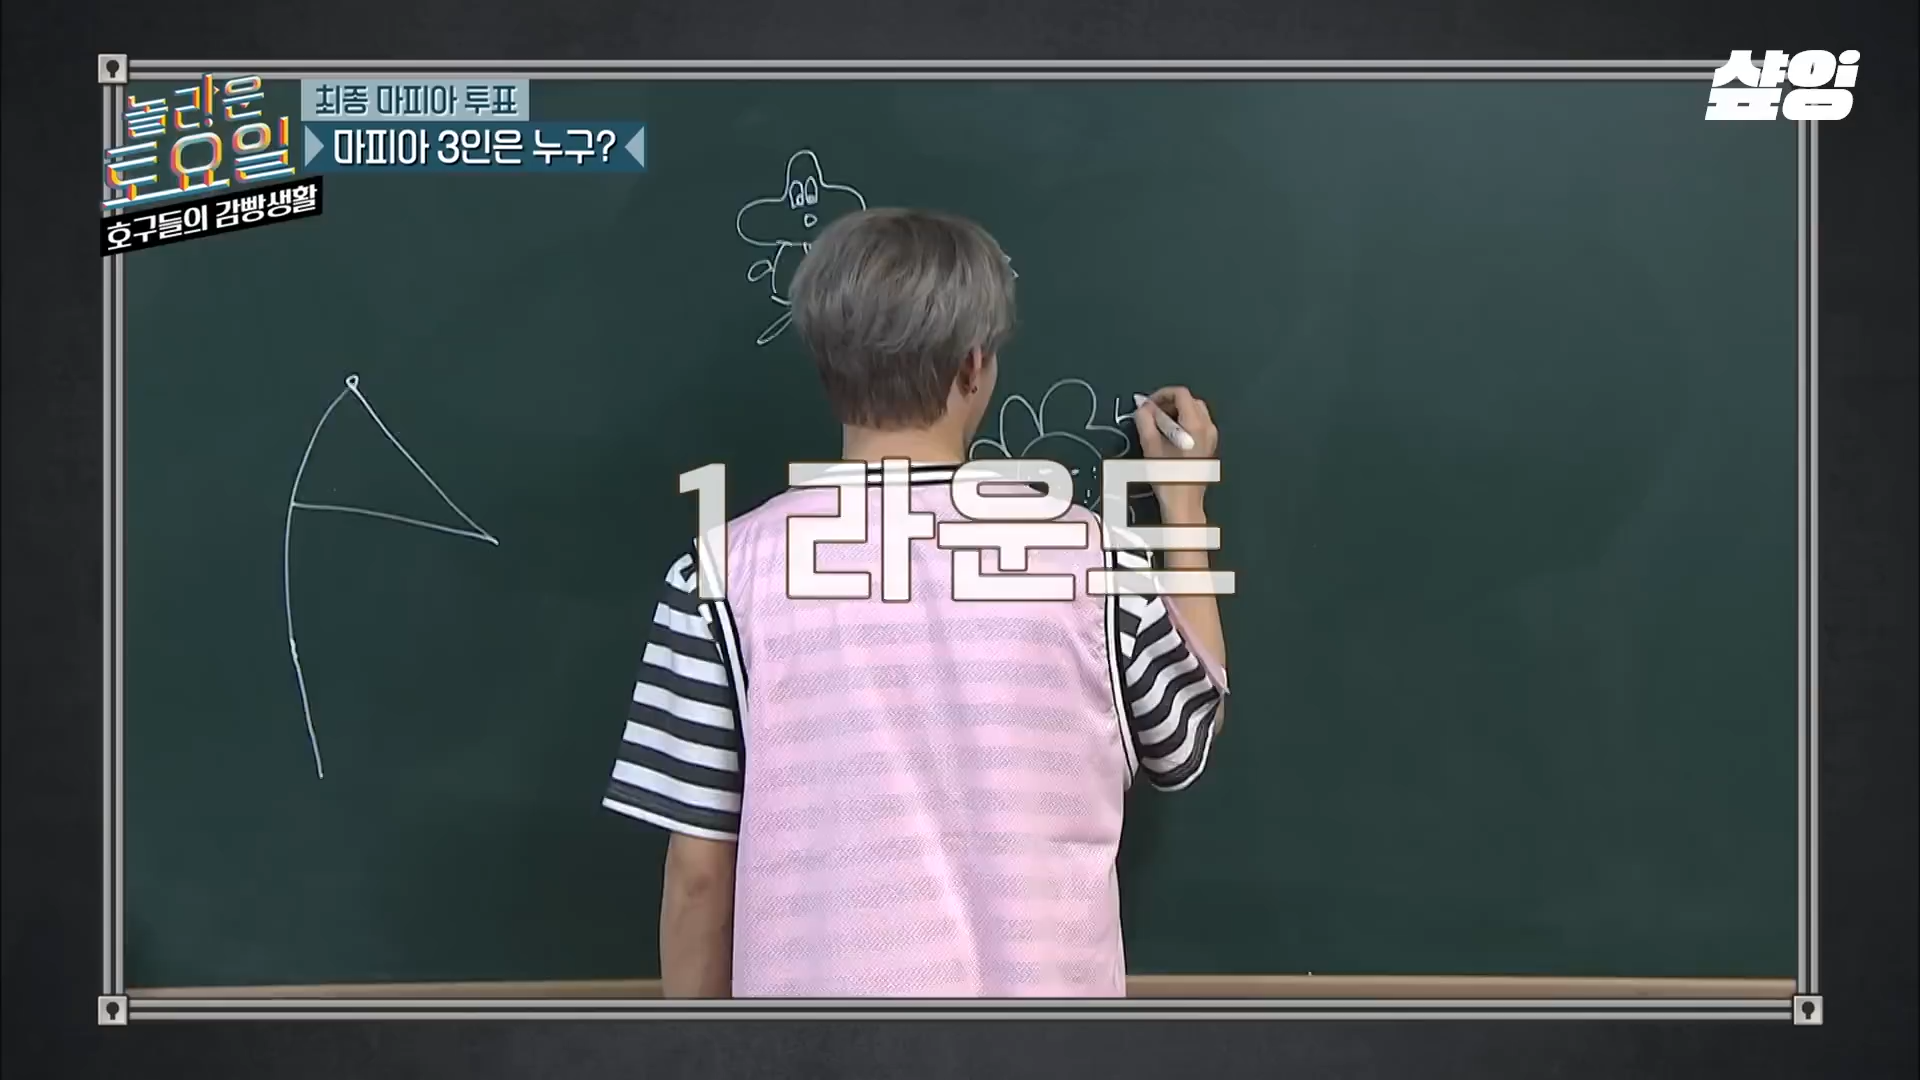 놀라운
토요일
호구들의 감빵생활
최종 마피아 투표
마피아 3인은 누구?
샾잉
1 라운드